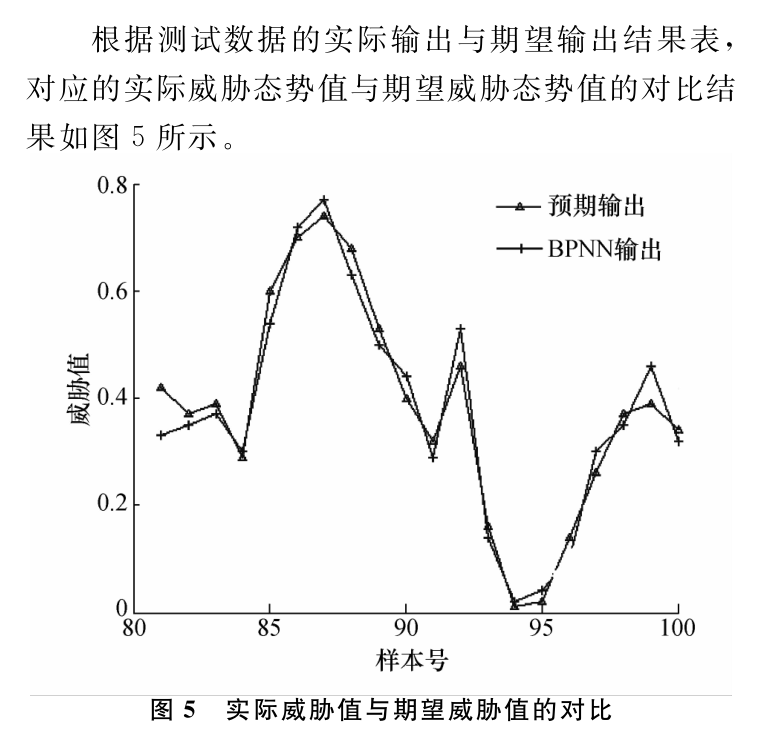 根据测试数据的实际输出与期望输出结果表，
对应的实际威胁态势值与期望威胁态势值的对比结
果如图 5 所示。
0.8
预期输出
BPNN输出
0.6
威胁值
0.4
0.2
0
80
85
90
95
100
样本号
图 5 实际威胁值与期望威胁值的对比